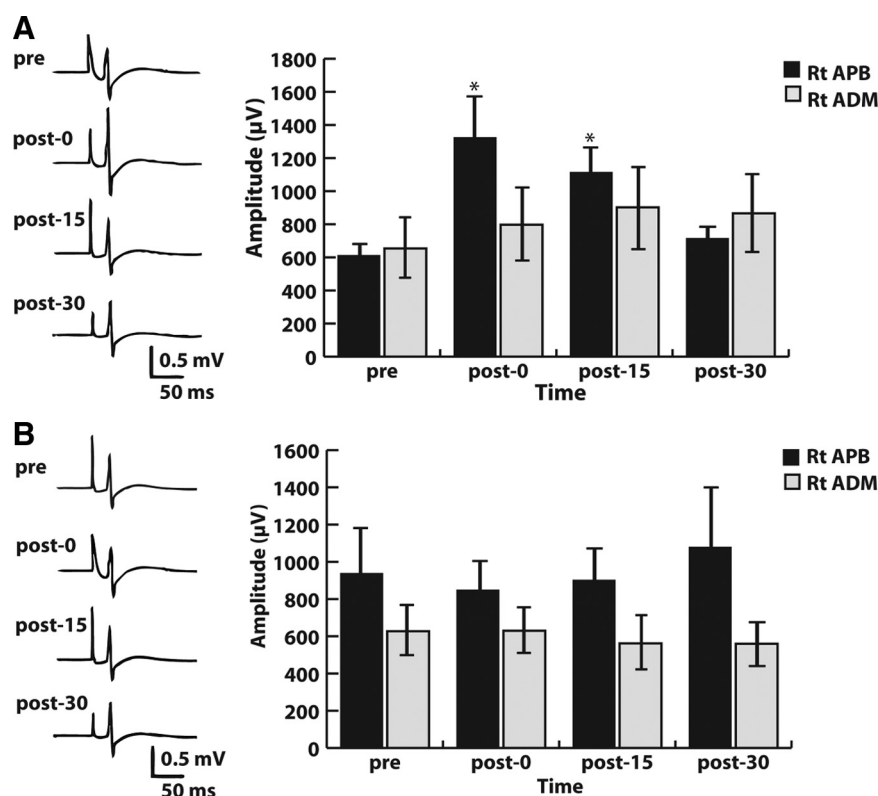 A
pre
post-0
post-15
post-30
0.5 mV
50 ms
Amplitude (μV)
1800
1600
1400
1200
1000
800
600
400
200
0
*
*
pre
post-0
post-15
post-30
Time
Rt APB
Rt ADM
B
pre
post-0
post-15
post-30
0.5 mV
50 ms
Amplitude (μV)
1600
1400
1200
1000
800
600
400
200
0
pre
post-0
post-15
post-30
Time
Rt APB
Rt ADM